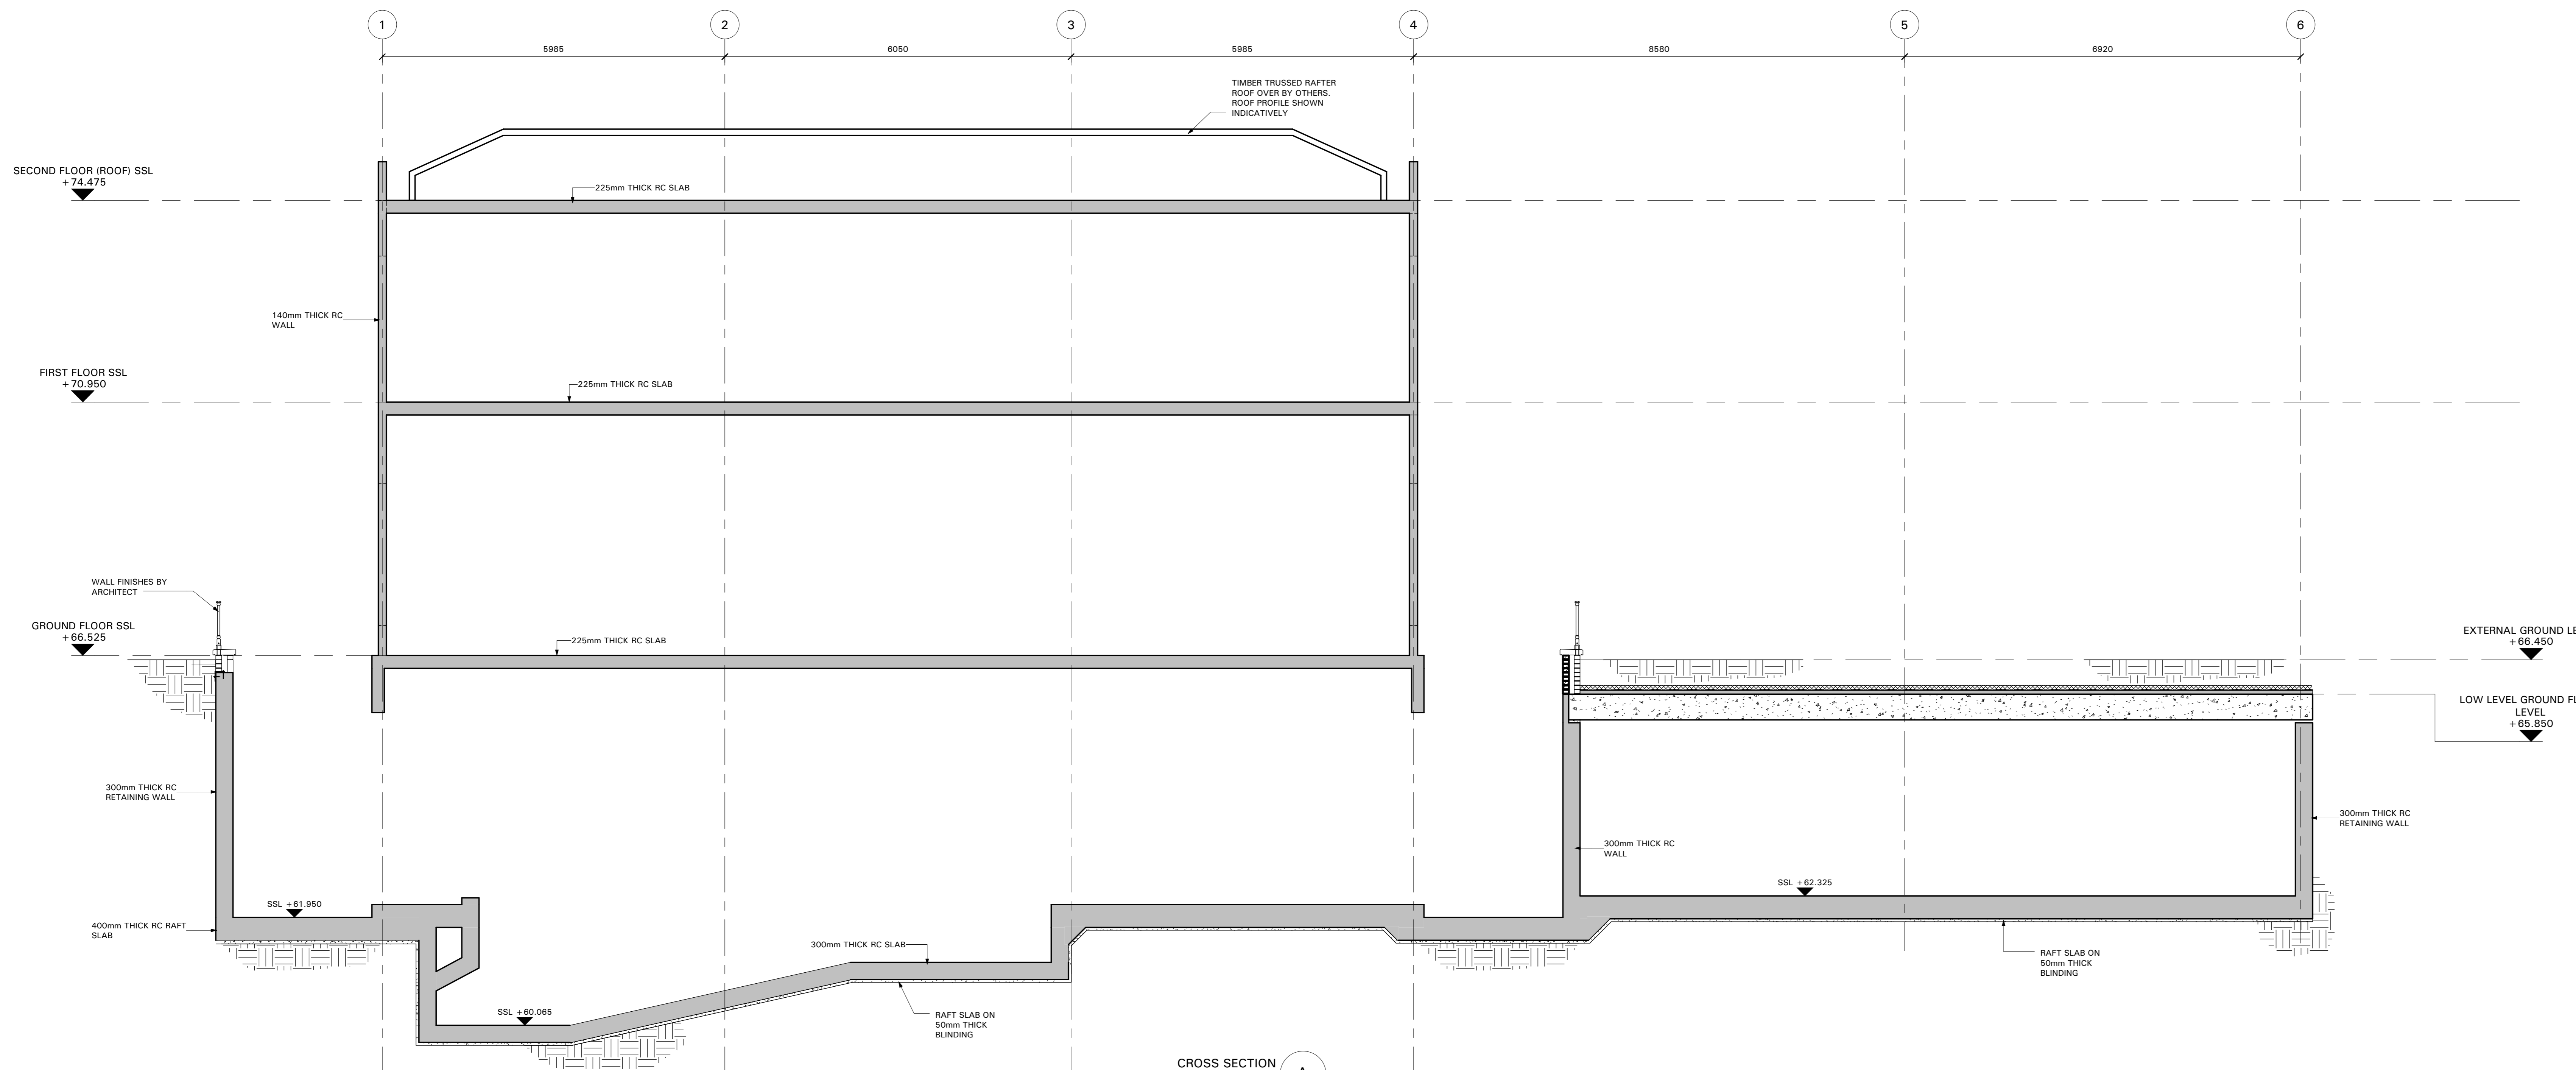 1
2
3
4
5
6
5985
6050
5985
8580
6920
TIMBER TRUSSED RAFTER
ROOF OVER BY OTHERS.
ROOF PROFILE SHOWN
INDICATIVELY
SECOND FLOOR (ROOF) SSL
+74.475
225mm THICK RC SLAB
140mm THICK RC
WALL
FIRST FLOOR SSL
+70.950
225mm THICK RC SLAB
WALL FINISHES BY
ARCHITECT
GROUND FLOOR SSL
+66.525
225mm THICK RC SLAB
EXTERNAL GROUND LE
+66.450
LOW LEVEL GROUND FL
LEVEL
+65.850
300mm THICK RC
RETAINING WALL
300mm THICK RC
RETAINING WALL
300mm THICK RC
WALL
SSL +62.325
SSL +61.950
400mm THICK RC RAFT
SLAB
300mm THICK RC SLAB
RAFT SLAB ON
50mm THICK
BLINDING
SSL +60.065
RAFT SLAB ON
50mm THICK
BLINDING
CROSS SECTION